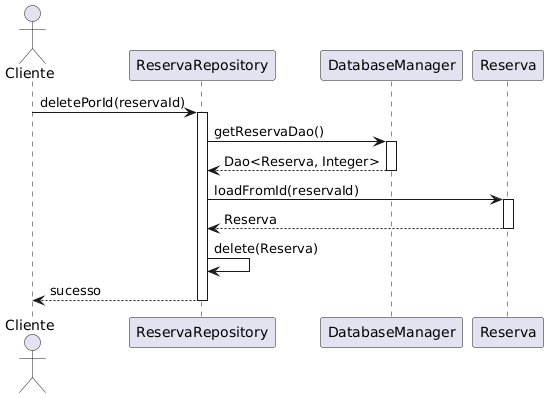 Cliente
ReservaRepository
DatabaseManager
Reserva
deletePorId(reservaId)
getReservaDao()
Dao<Reserva, Integer>
loadFromId(reservaId)
Reserva
delete(Reserva)
sucesso
Cliente
ReservaRepository
DatabaseManager
Reserva